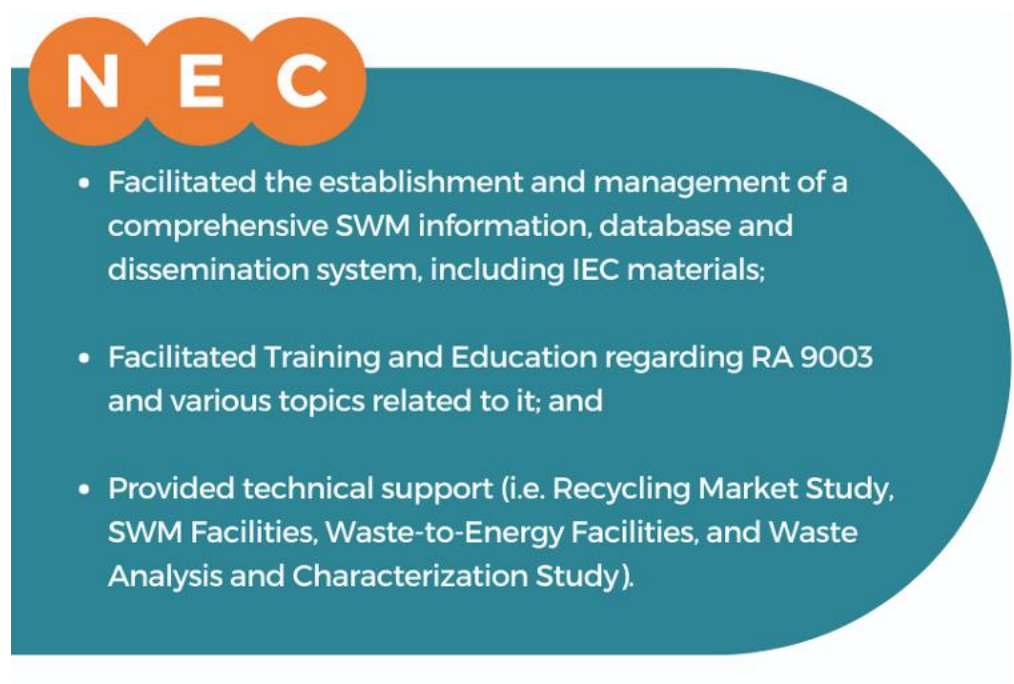 NEC
• Facilitated the establishment and management of a
comprehensive SWM information, database and
dissemination system, including IEC materials;
• Facilitated Training and Education regarding RA 9003
and various topics related to it; and
• Provided technical support (i.e. Recycling Market Study,
SWM Facilities, Waste-to-Energy Facilities, and Waste
Analysis and Characterization Study).